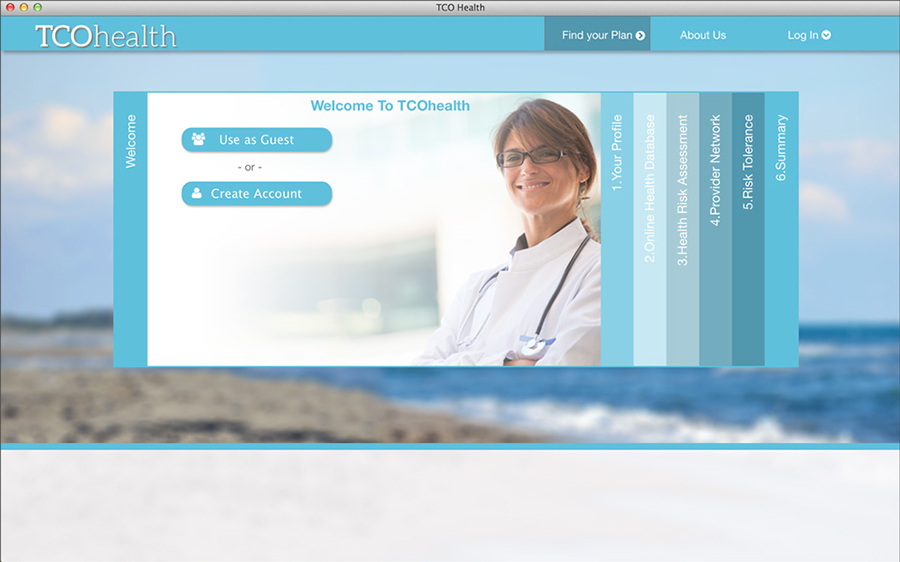 TCO Health
TCOhealth
Find your Plan
About Us
Log In
Welcome
Welcome To TCOhealth
Use as Guest
- or -
Create Account
1.Your Profile
2.Online Health Database
3.Health Risk Assessment
4.Provider Network
5.Risk Tolerance
6.Summary